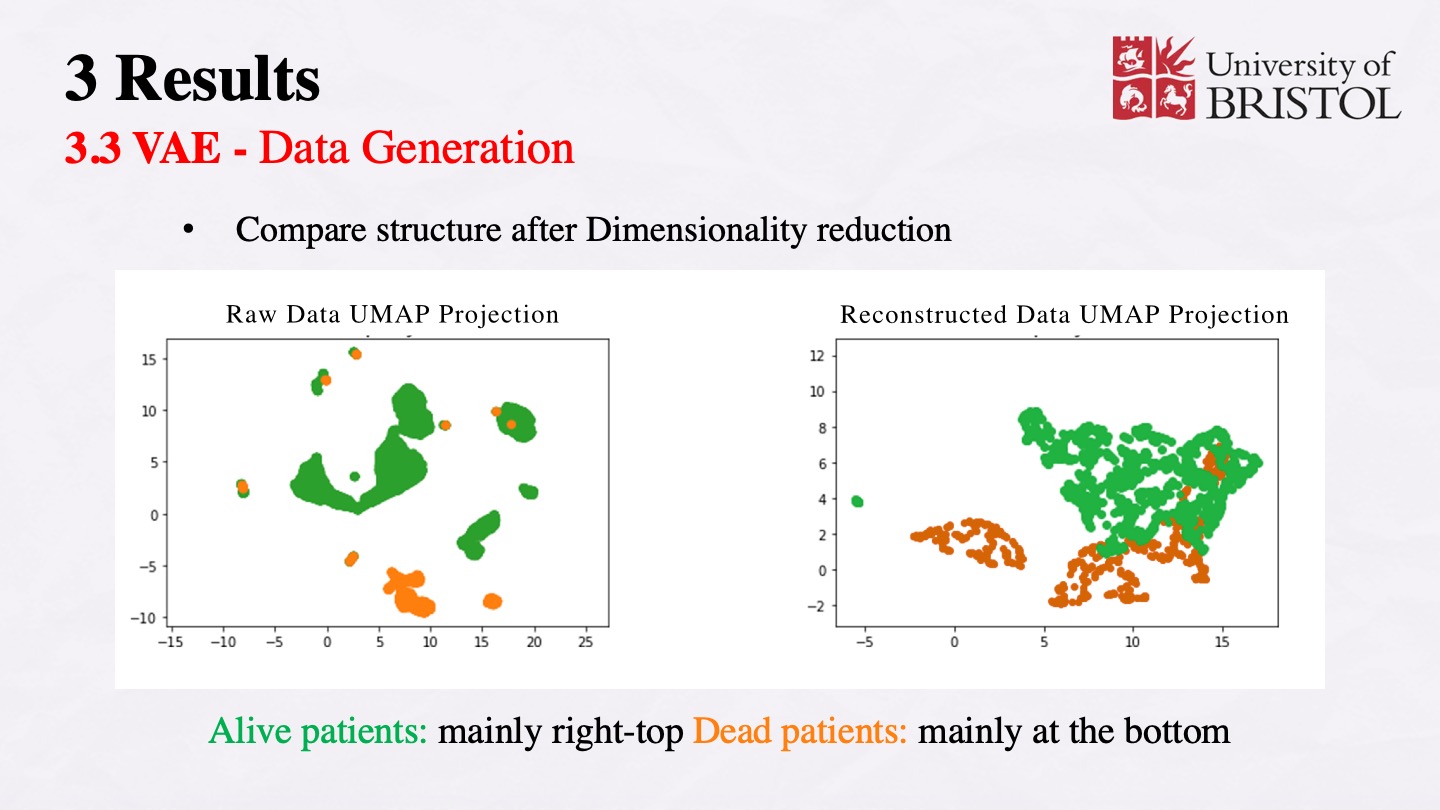 3 Results
University of
BRISTOL
3.3 VAE - Data Generation
• Compare structure after Dimensionality reduction
Raw Data UMAP Projection
15
10
5
0
−5
−10
−15 −10 −5 0 5 10 15 20 25
Reconstructed Data UMAP Projection
12
10
8
6
4
2
0
−2
−5 0 5 10 15
Alive patients: mainly right-top Dead patients: mainly at the bottom